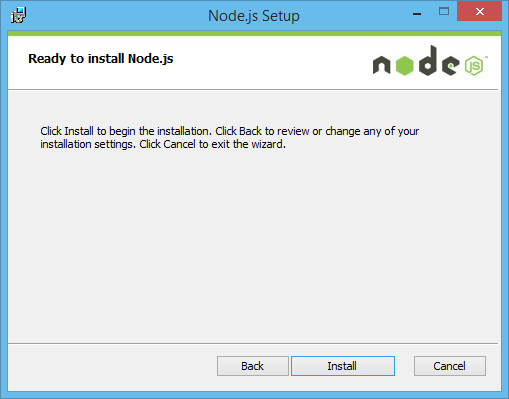 Node.js Setup
Ready to install Node.js
node JS ™
Click Install to begin the installation. Click Back to review or change any of your
installation settings. Click Cancel to exit the wizard.
Back Install Cancel